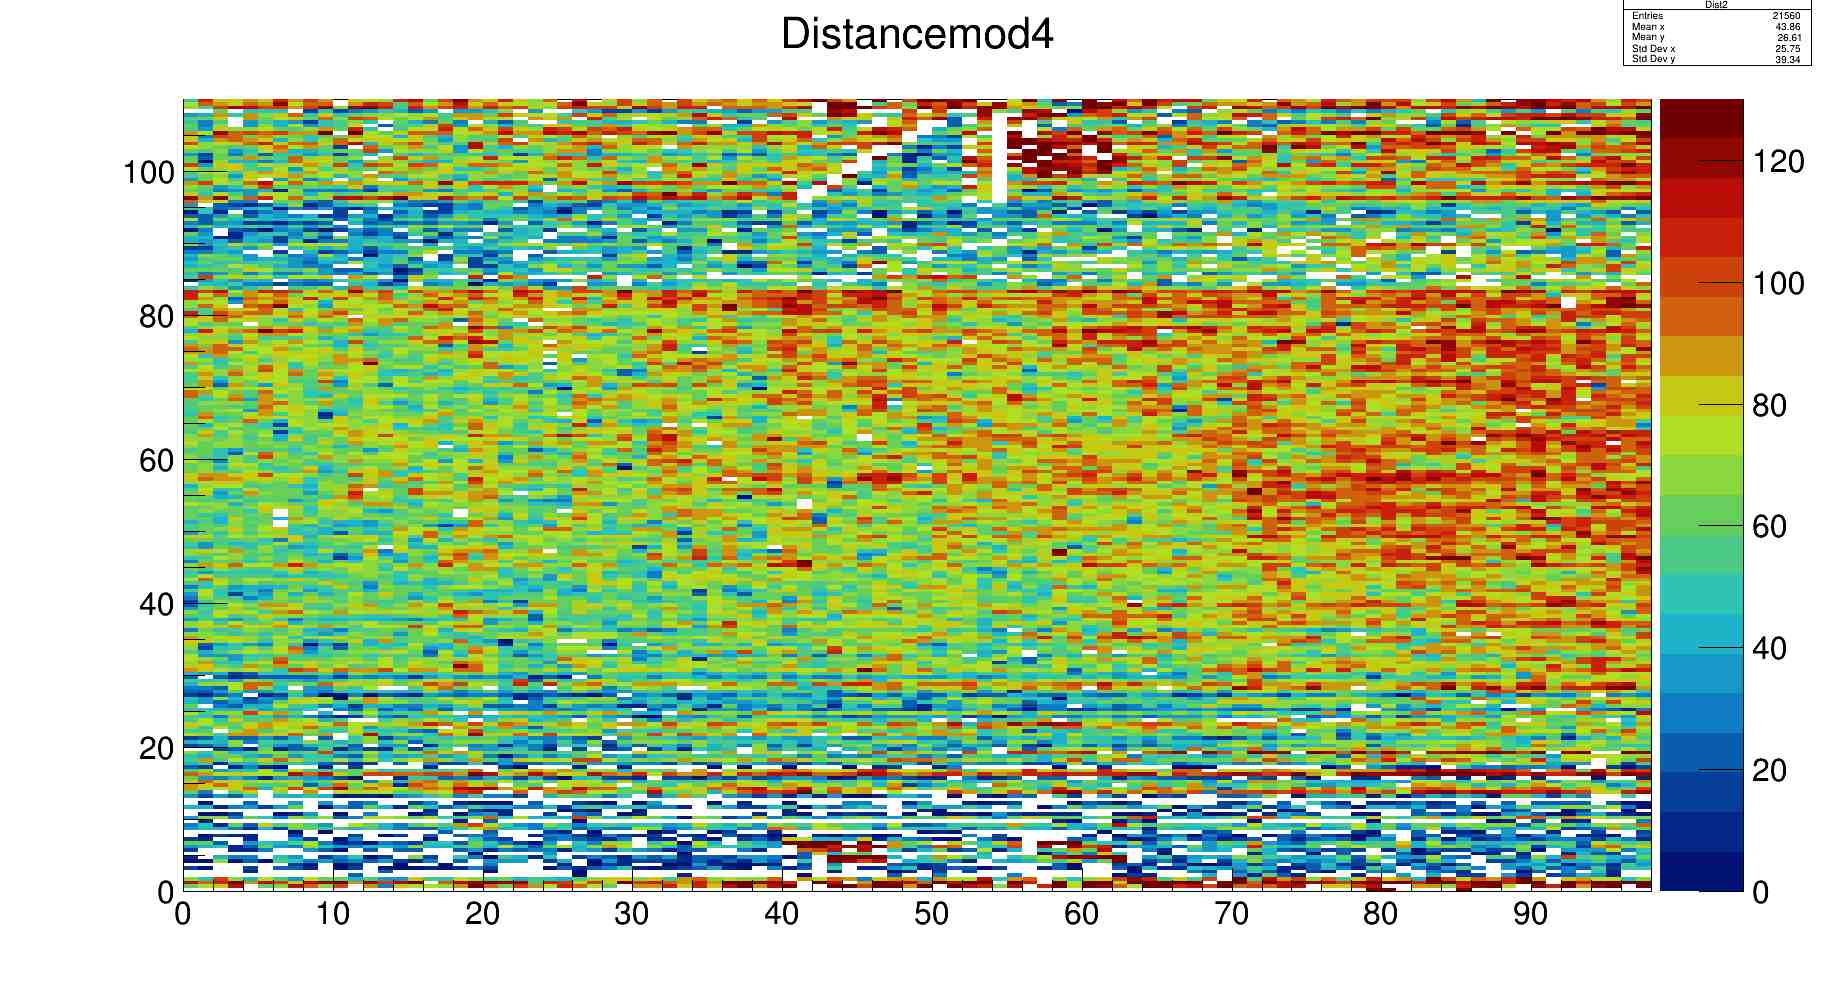 Distancemod4
Dist2
Entries 21560
Mean x 43.86
Mean y 26.61
Std Dev x 25.75
Std Dev y 39.34
100
80
60
40
20
0
0 10 20 30 40 50 60 70 80 90
120
100
80
60
40
20
0